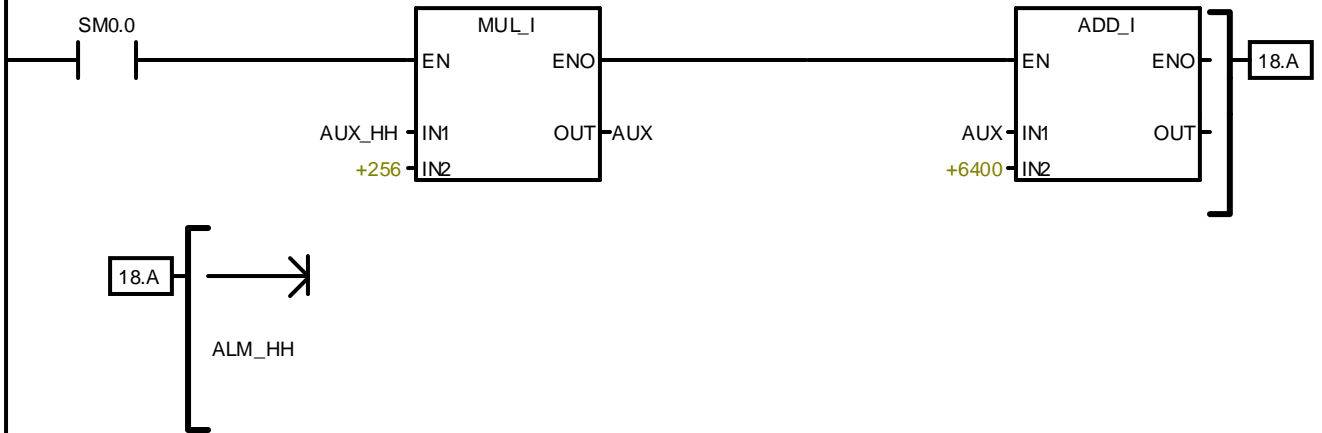 SM0.0
MUL_I
ADD_I
EN ENO
EN ENO
18.A
AUX_HH IN1 OUT AUX
AUX IN1 OUT
+256 IN2
+6400 IN2
18.A
ALM_HH